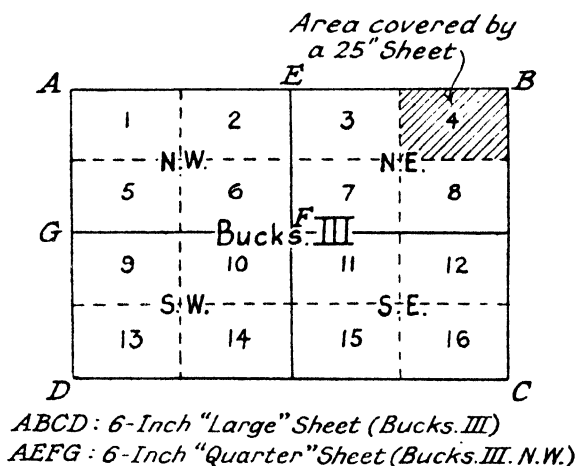 Area covered by
a 25" Sheet
A E B
1 2 3 4
N.W. N.E.
5 6 7 8
F
G Bucks. III
9 10 11 12
S.W. S.E.
13 14 15 16
D C
ABCD: 6-Inch "Large" Sheet (Bucks. III)
AEFG: 6-Inch "Quarter" Sheet (Bucks. III. N.W.)